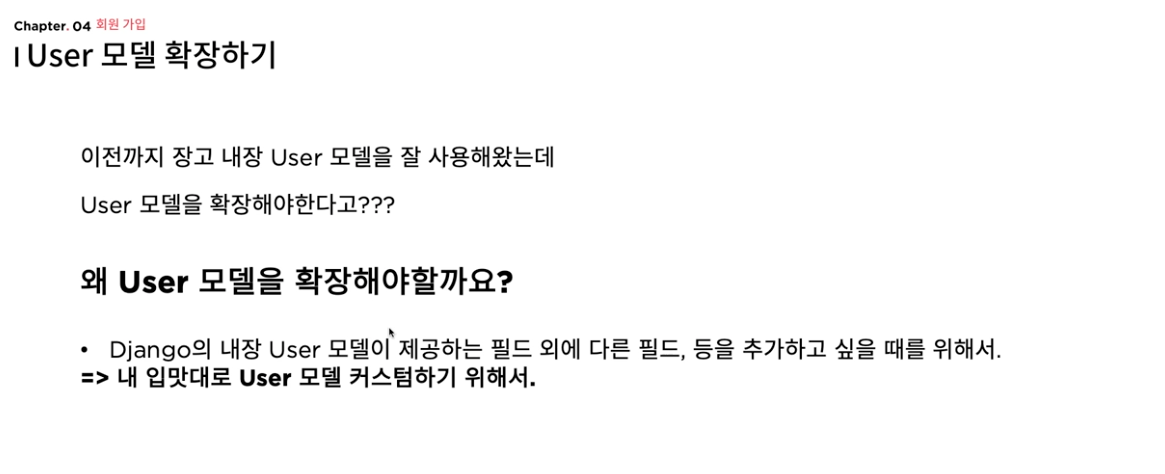 Chapter. 04 회원 가입
User 모델 확장하기
이전까지 장고 내장 User 모델을 잘 사용해왔는데
User 모델을 확장해야한다고???
왜 User 모델을 확장해야할까요?
• Django의 내장 User 모델이 제공하는 필드 외에 다른 필드, 등을 추가하고 싶을 때를 위해서.
=> 내 입맛대로 User 모델 커스텀하기 위해서.